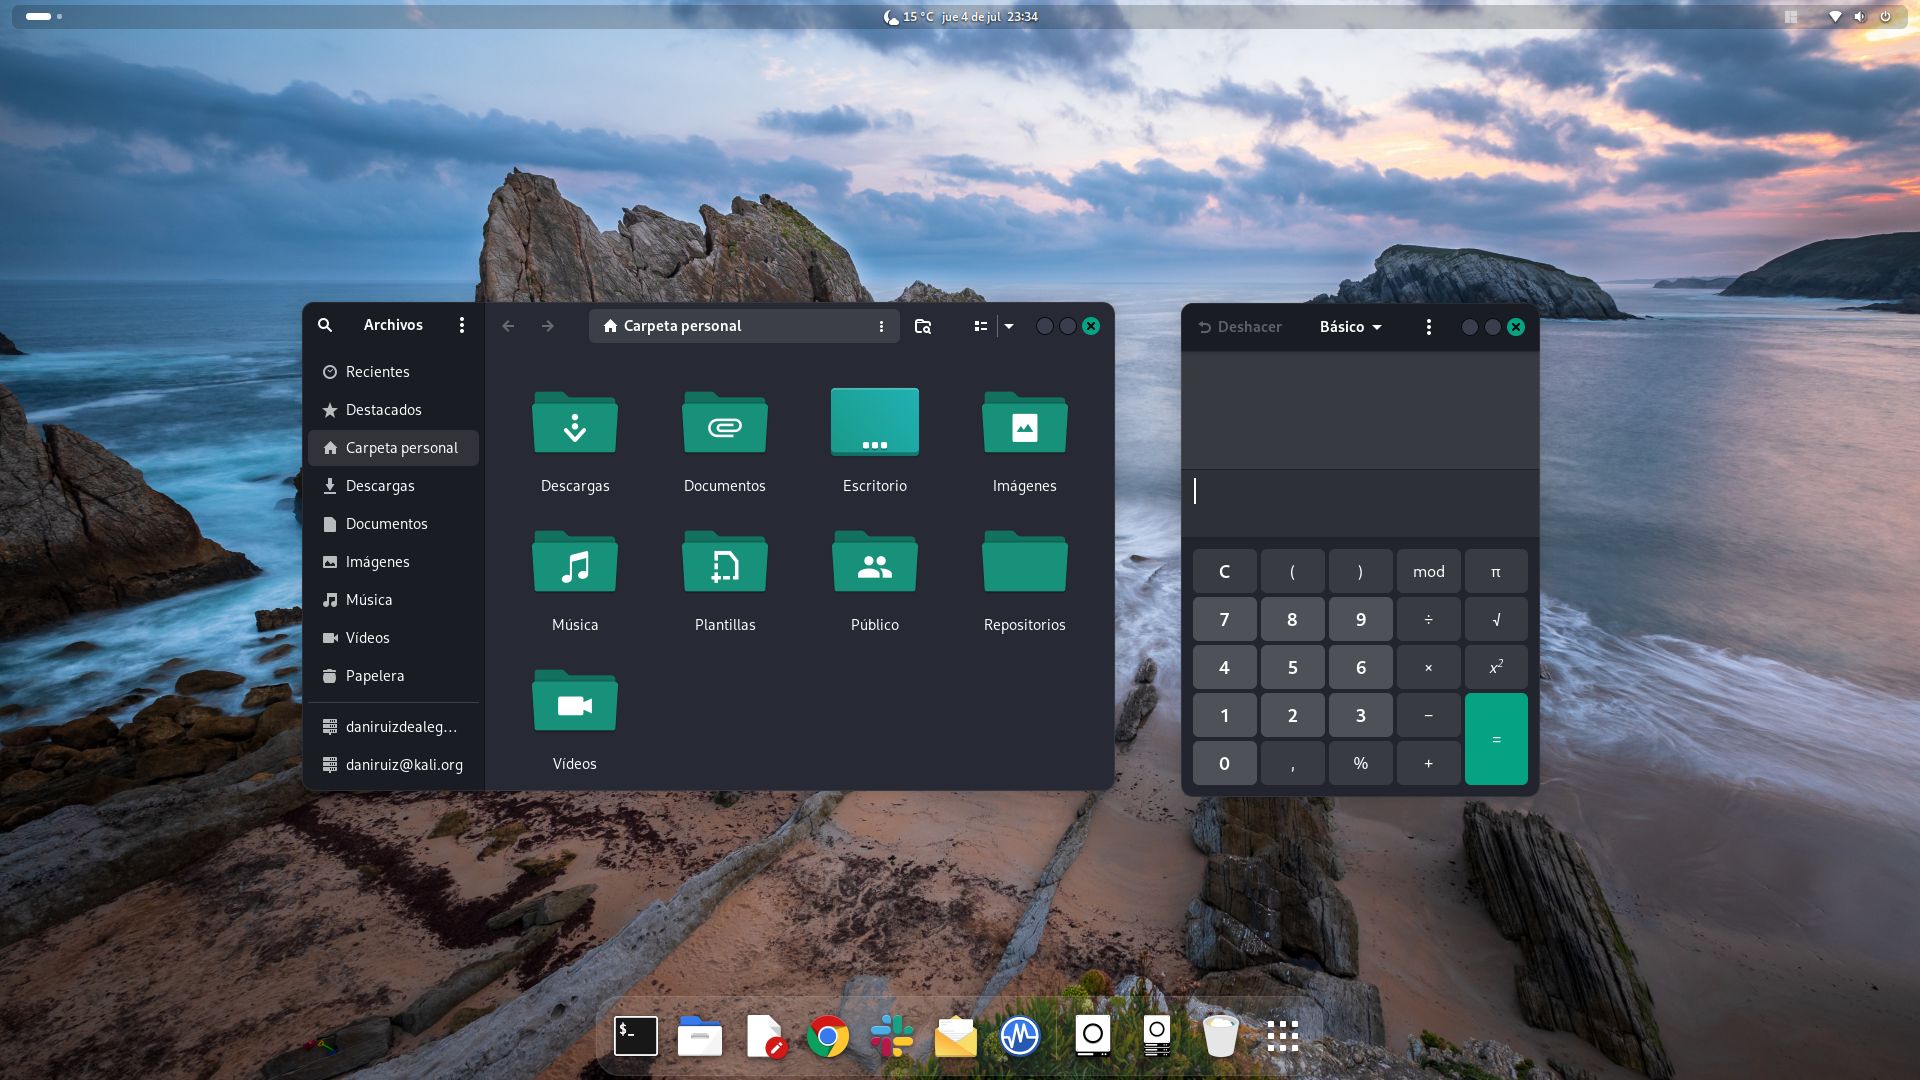 15 °C jue 4 de jul 23:34
Archivos
Carpeta personal
Recientes
Destacados
Carpeta personal
Descargas
Documentos
Imágenes
Música
Vídeos
Papelera
daniruizdealeg…
daniruiz@kali.org
Descargas
Documentos
Escritorio
Imágenes
Música
Plantillas
Público
Repositorios
Vídeos
Deshacer
Básico
C ( ) mod π
7 8 9 ÷ √
4 5 6 × x²
1 2 3 −
=
0 , % +
$_